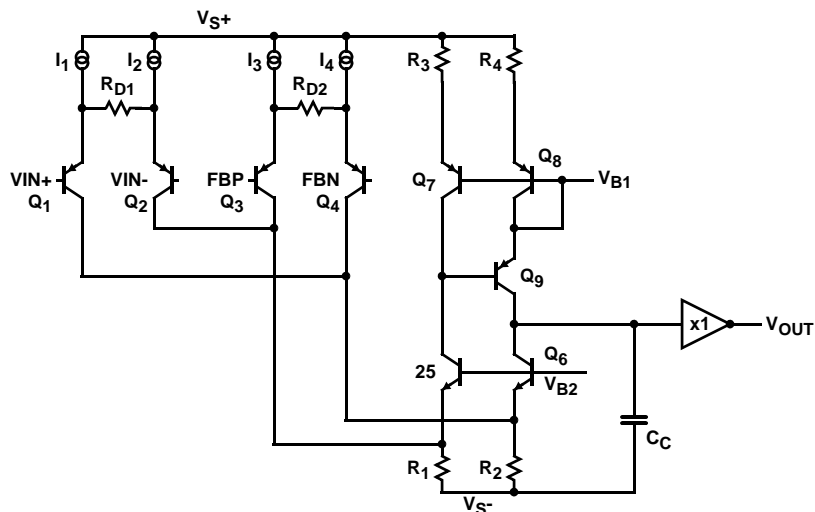 VS+
I1
I2
I3
I4
R3
R4
RD1
RD2
Q8
VIN+
VIN-
FBP
FBN
Q7
VB1
Q1
Q2
Q3
Q4
Q9
x1
VOUT
Q6
25
VB2
CC
R1
R2
VS-